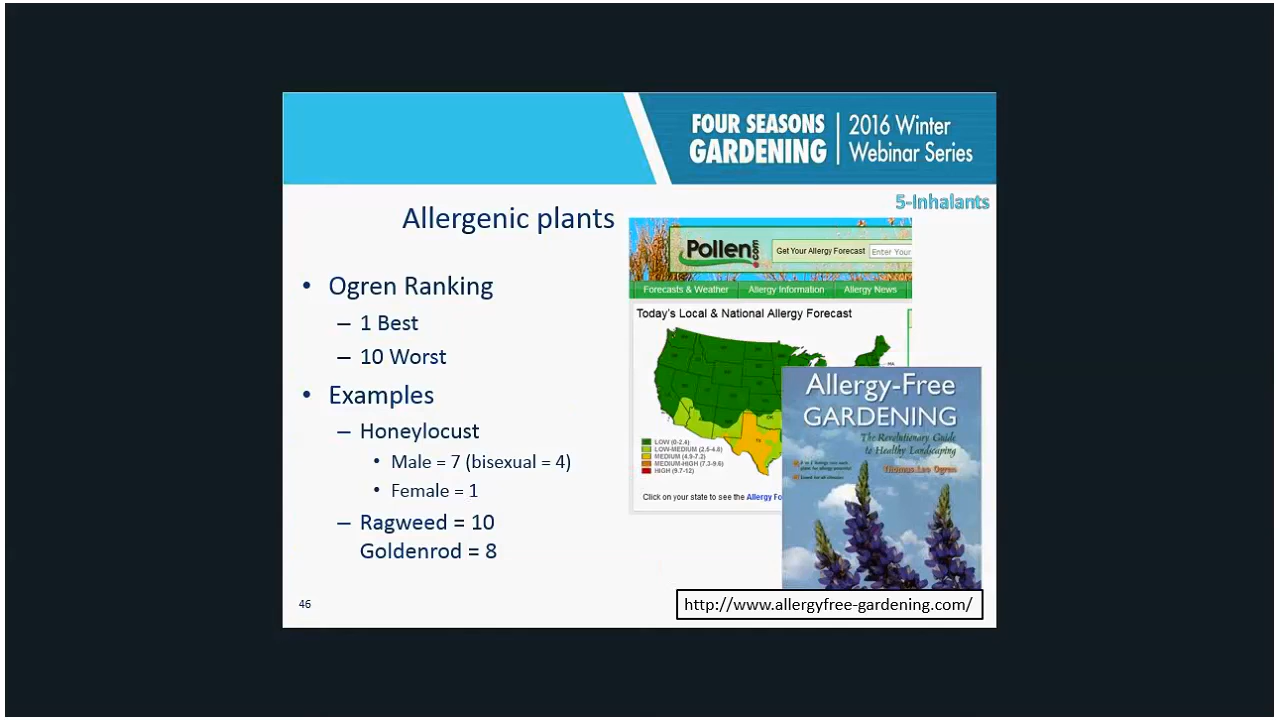 FOUR SEASONS
GARDENING
2016 Winter
Webinar Series
5-Inhalants
Allergenic plants
• Ogren Ranking
– 1 Best
– 10 Worst
• Examples
– Honeylocust
• Male = 7 (bisexual = 4)
• Female = 1
– Ragweed = 10
Goldenrod = 8
46
Pollen.com
Get Your Allergy Forecast
Enter Your
Forecasts & Weather
Allergy Information
Allergy News
Today's Local & National Allergy Forecast
LOW (0-2.4)
LOW-MEDIUM (2.5-4.8)
MEDIUM (4.9-7.2)
MEDIUM-HIGH (7.3-9.6)
HIGH (9.7-12)
Click on your state to see the Allergy Fo
Allergy-Free
GARDENING
The Revolutionary Guide
to Healthy Landscaping
Thomas Leo Ogren
http://www.allergyfree-gardening.com/